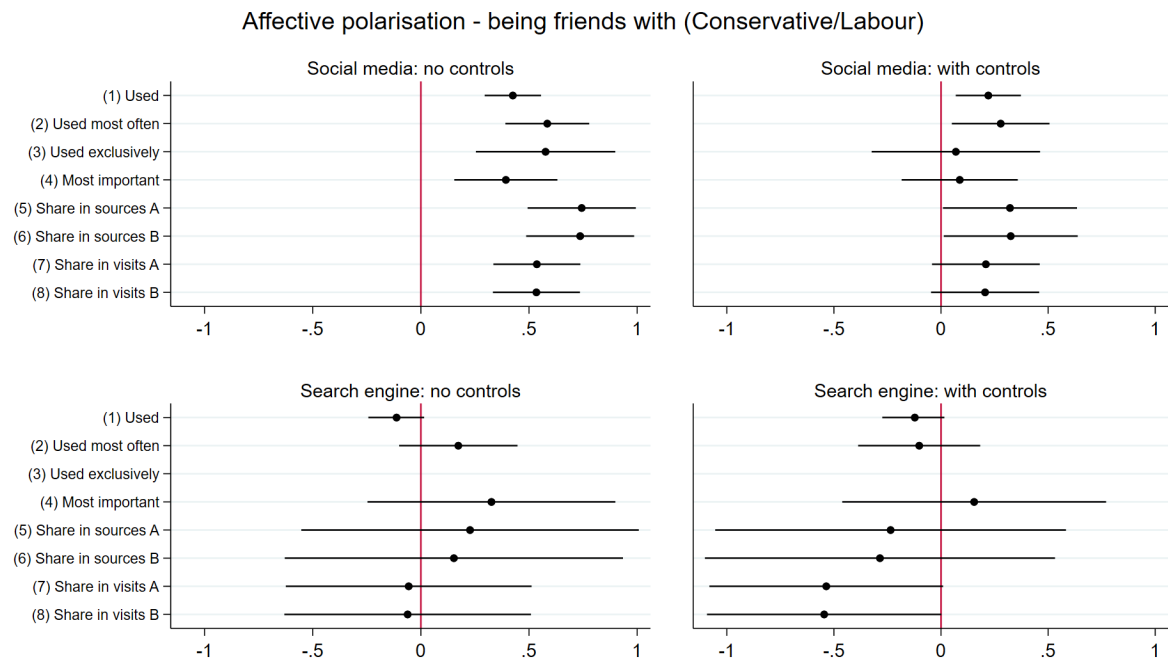 Affective polarisation - being friends with (Conservative/Labour)
Social media: no controls
(1) Used
(2) Used most often
(3) Used exclusively
(4) Most important
(5) Share in sources A
(6) Share in sources B
(7) Share in visits A
(8) Share in visits B
-1 -.5 0 .5 1
Social media: with controls
-1 -.5 0 .5 1
Search engine: no controls
(1) Used
(2) Used most often
(3) Used exclusively
(4) Most important
(5) Share in sources A
(6) Share in sources B
(7) Share in visits A
(8) Share in visits B
-1 -.5 0 .5 1
Search engine: with controls
-1 -.5 0 .5 1